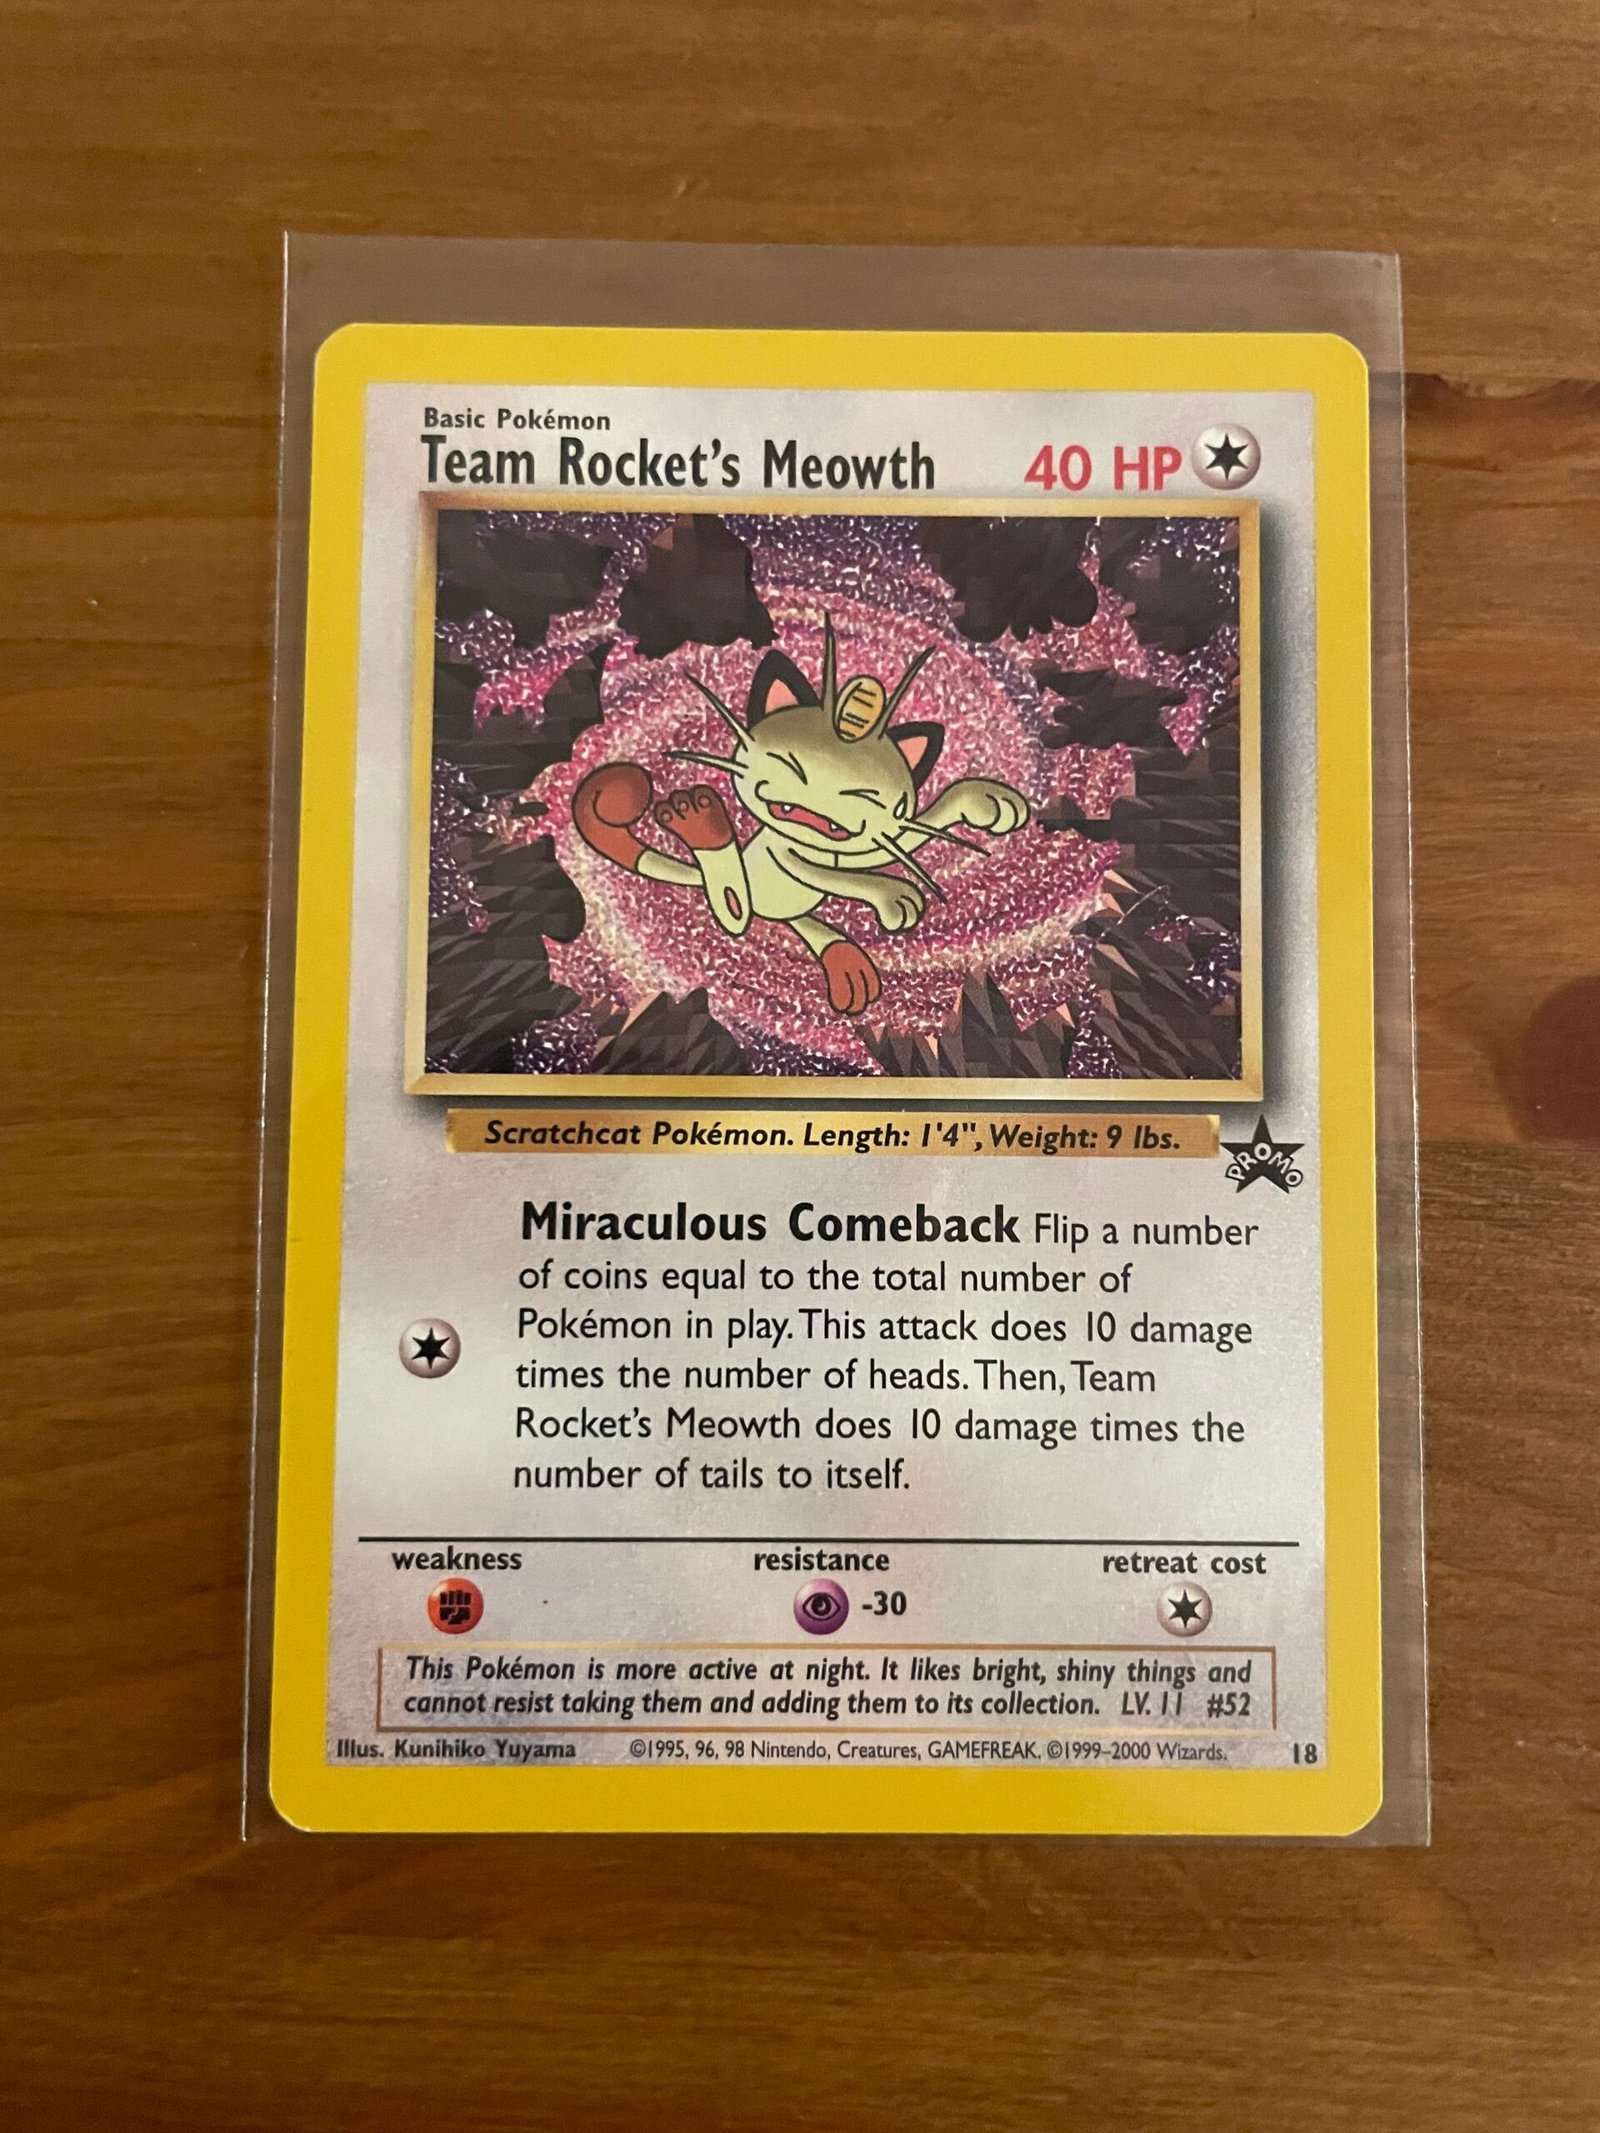 Basic Pokémon
Team Rocket's Meowth 40 HP
Scratchcat Pokémon. Length: 1'4", Weight: 9 lbs.
PROMO
Miraculous Comeback Flip a number
of coins equal to the total number of
Pokémon in play. This attack does 10 damage
times the number of heads. Then, Team
Rocket's Meowth does 10 damage times the
number of tails to itself.
weakness resistance retreat cost
-30
This Pokémon is more active at night. It likes bright, shiny things and
cannot resist taking them and adding them to its collection. LV. 11 #52
Illus. Kunihiko Yuyama ©1995, 96, 98 Nintendo, Creatures, GAMEFREAK. ©1999–2000 Wizards. 18